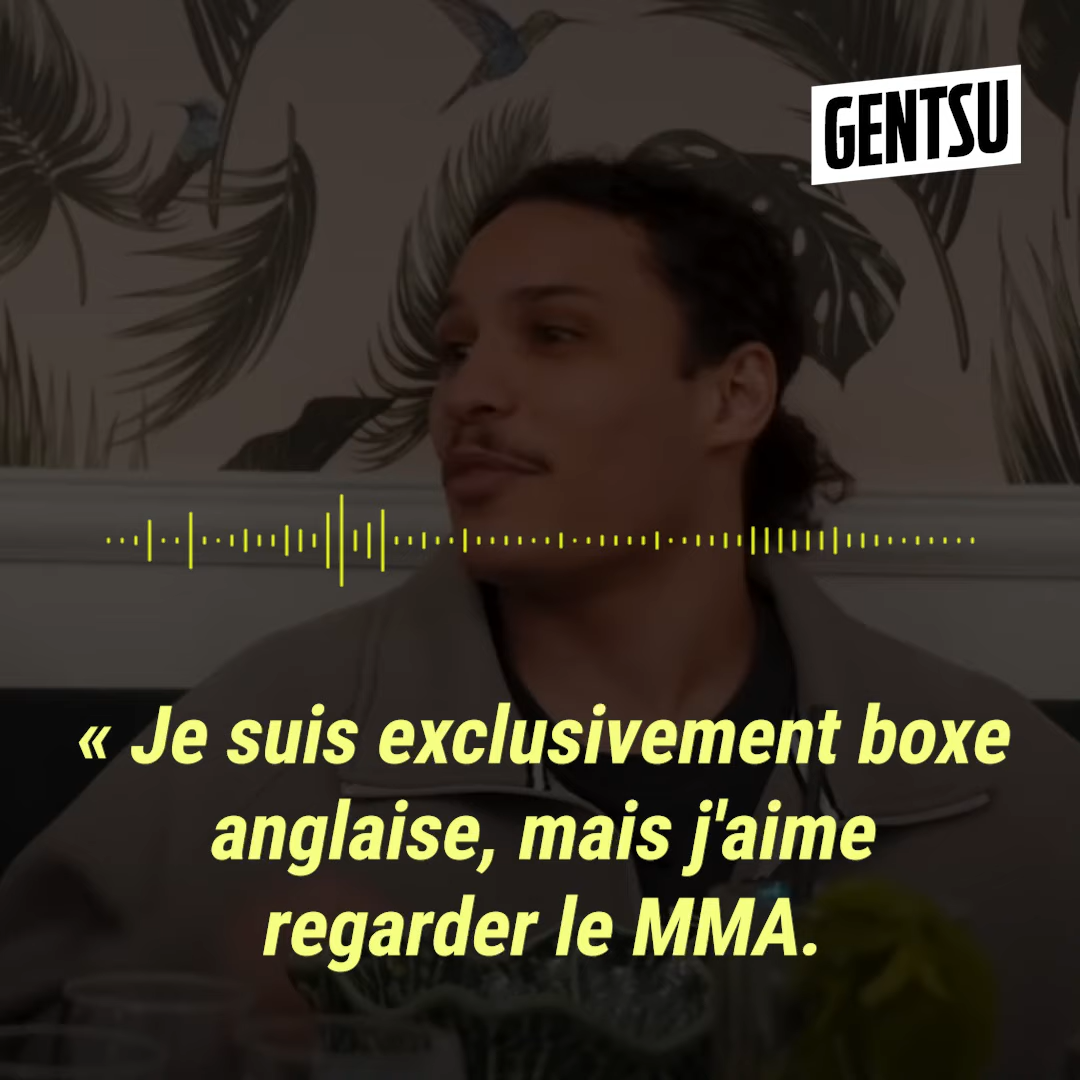 GENTSU
« Je suis exclusivement boxe
anglaise, mais j'aime
regarder le MMA.